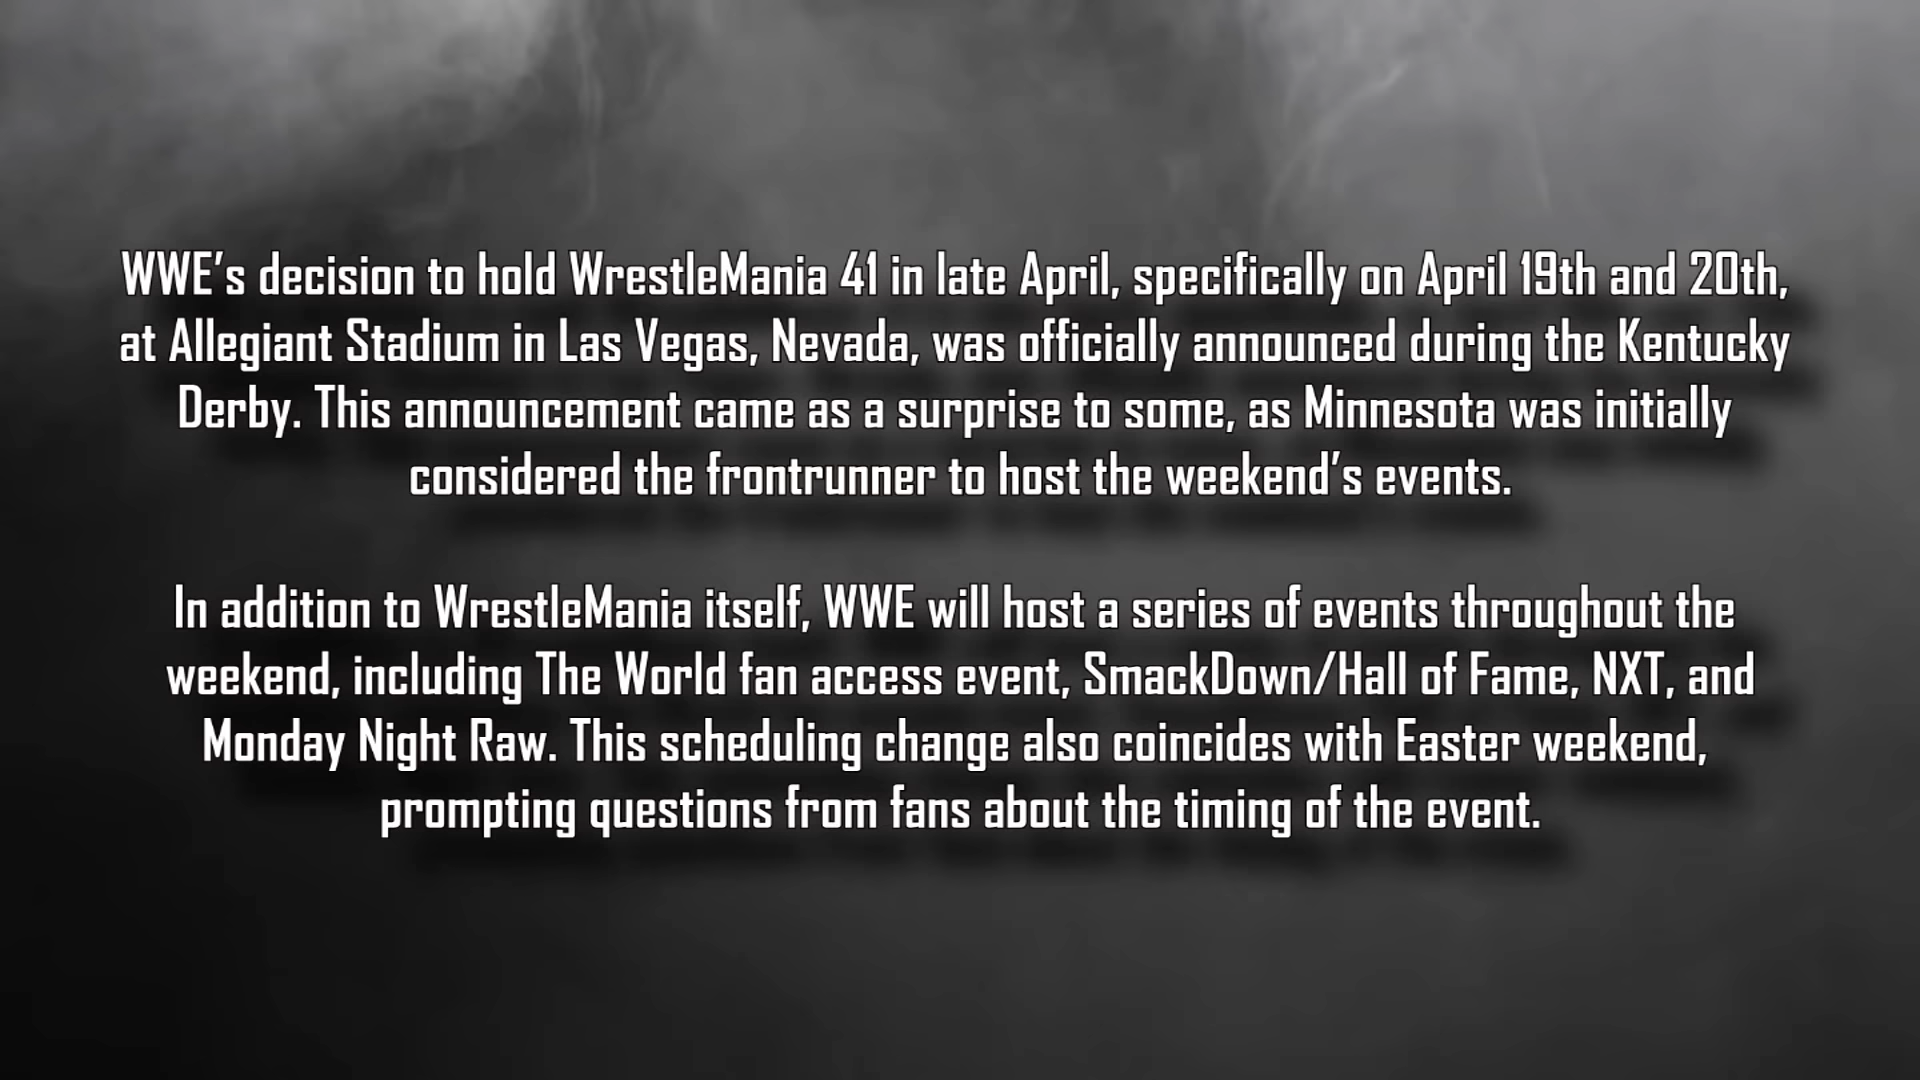 WWE’s decision to hold WrestleMania 41 in late April, specifically on April 19th and 20th,
at Allegiant Stadium in Las Vegas, Nevada, was officially announced during the Kentucky
Derby. This announcement came as a surprise to some, as Minnesota was initially
considered the frontrunner to host the weekend’s events.
In addition to WrestleMania itself, WWE will host a series of events throughout the
weekend, including The World fan access event, SmackDown/Hall of Fame, NXT, and
Monday Night Raw. This scheduling change also coincides with Easter weekend,
prompting questions from fans about the timing of the event.